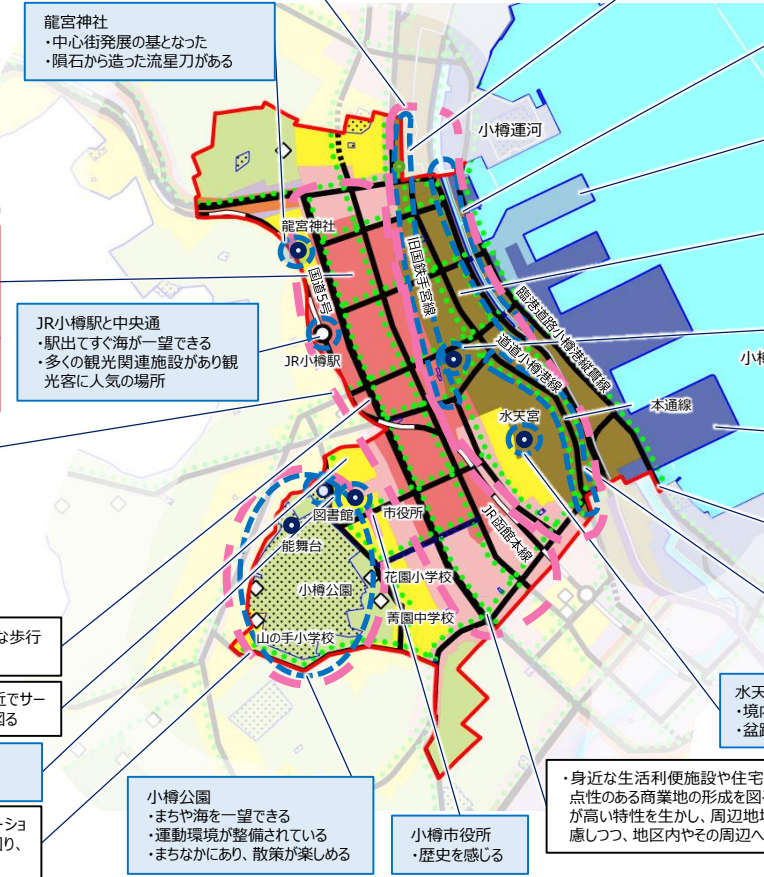 龍宮神社
・中心街発展の基となった
・隕石から造った流星刀がある
小樽運河
龍宮神社
国道5号
旧国鉄手宮線
臨港道路小樽港縦貫線
JR小樽駅と中央通
・駅出てすぐ海が一望できる
・多くの観光関連施設があり観
光客に人気の場所
JR小樽駅
道道小樽港線
小樽
本通線
水天宮
図書館
市役所
JR函館本線
能舞台
小樽公園
花園小学校
菁園中学校
山の手小学校
な歩行
近でサー
図る
ーショ
図り、
小樽公園
・まちや海を一望できる
・運動環境が整備されている
・まちなかにあり、散策が楽しめる
小樽市役所
・歴史を感じる
水天
・境内
・盆踊
・身近な生活利便施設や住宅
点性のある商業地の形成を図
が高い特性を生かし、周辺地域
慮しつつ、地区内やその周辺へ